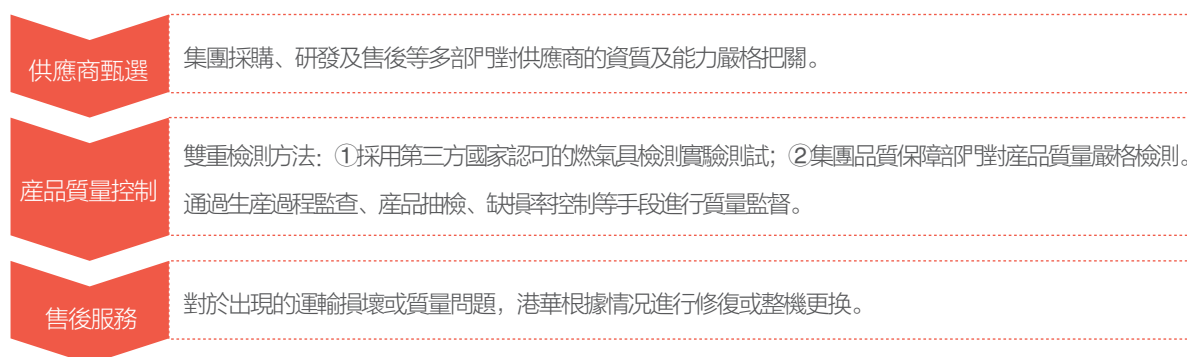 供應商甄選
集團採購、研發及售後等多部門對供應商的資質及能力嚴格把關。
產品質量控制
雙重檢測方法：①採用第三方國家認可的燃氣具檢測實驗測試；②集團品質保障部門對產品質量嚴格檢測。
通過生產過程監查、產品抽檢、缺損率控制等手段進行質量監督。
售後服務
對於出現的運輸損壞或質量問題，港華根據情況進行修復或整機更換。